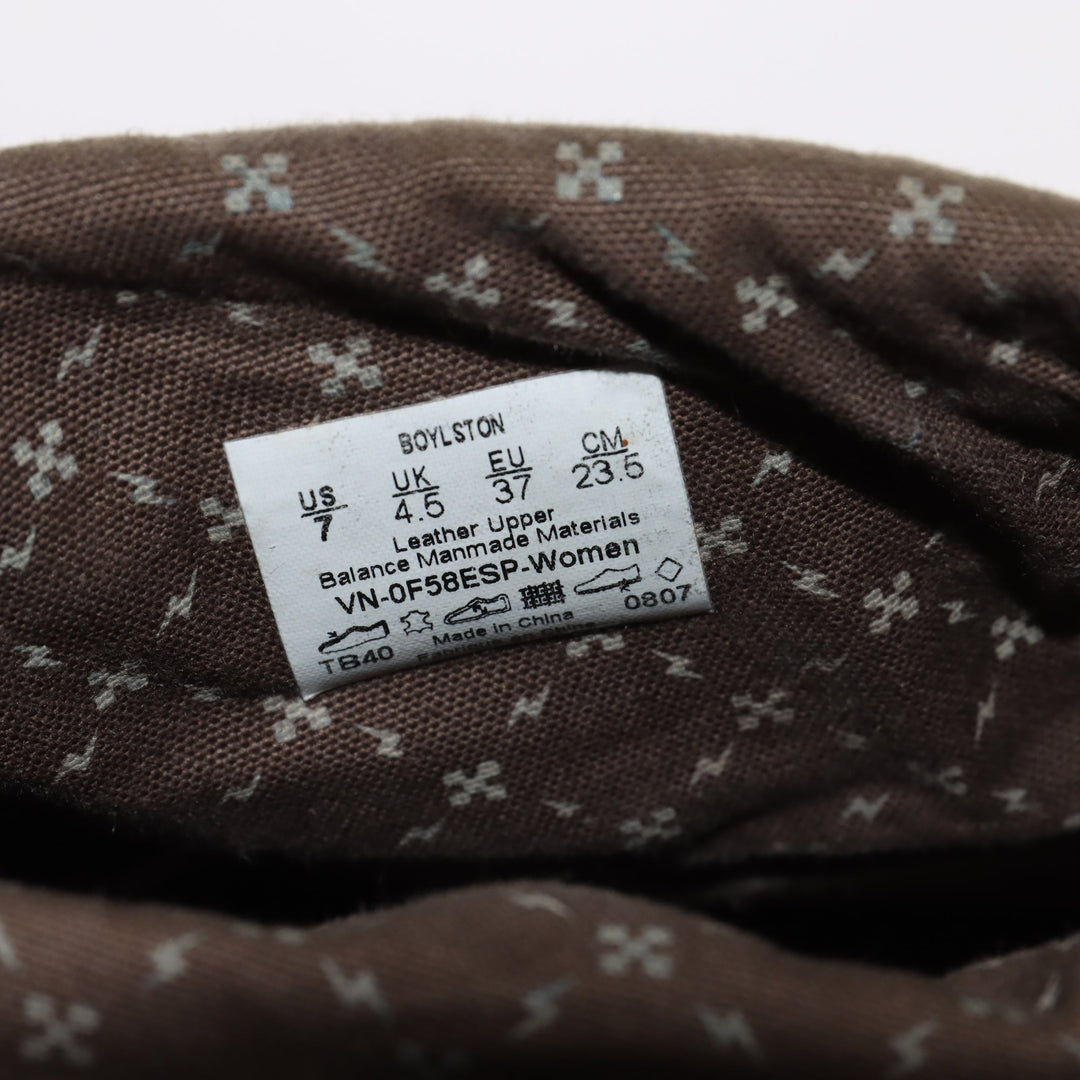 BOYLSTON
US UK EU CM
7 4.5 37 23.5
Leather Upper
Balance Manmade Materials
VN-0F58ESP-Women
0807
Made in China
TB40